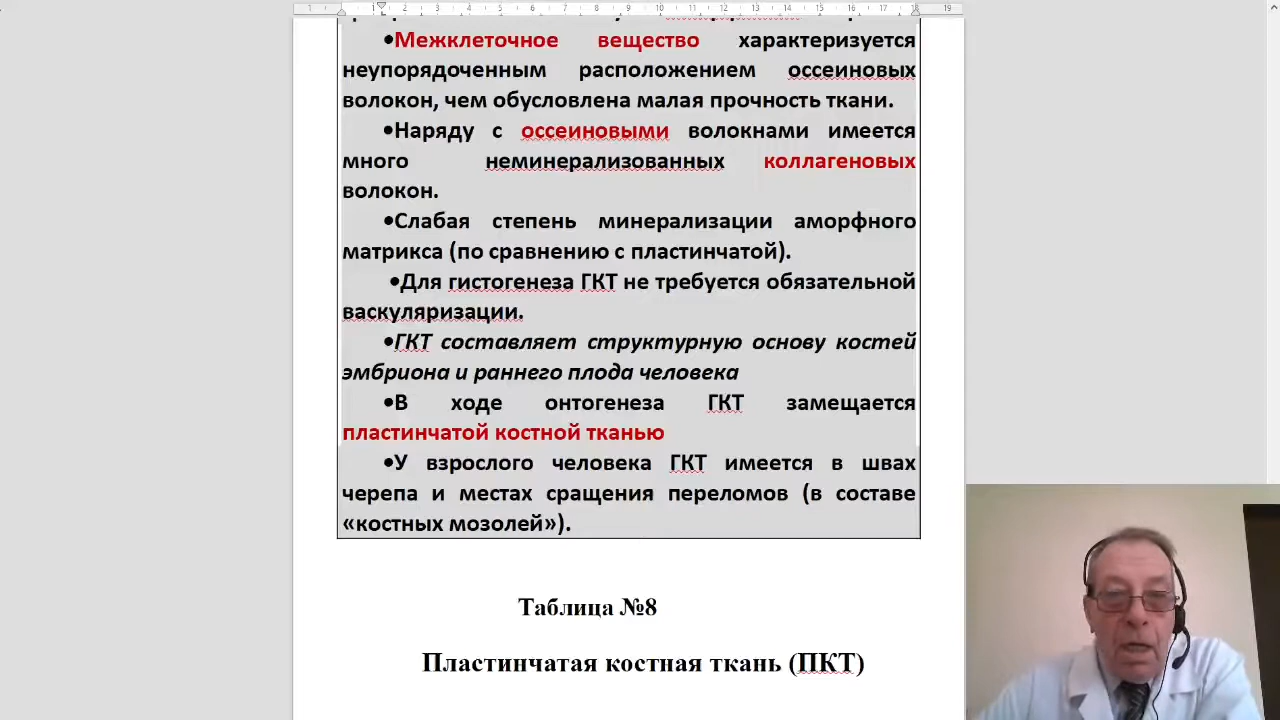 •Межклеточное вещество характеризуется
неупорядоченным расположением оссеиновых
волокон, чем обусловлена малая прочность ткани.
•Наряду с оссеиновыми волокнами имеется
много неминерализованных коллагеновых
волокон.
•Слабая степень минерализации аморфного
матрикса (по сравнению с пластинчатой).
•Для гистогенеза ГКТ не требуется обязательной
васкуляризации.
•ГКТ составляет структурную основу костей
эмбриона и раннего плода человека
•В ходе онтогенеза ГКТ замещается
пластинчатой костной тканью
•У взрослого человека ГКТ имеется в швах
черепа и местах сращения переломов (в составе
«костных мозолей»).
Таблица №8
Пластинчатая костная ткань (ПКТ)